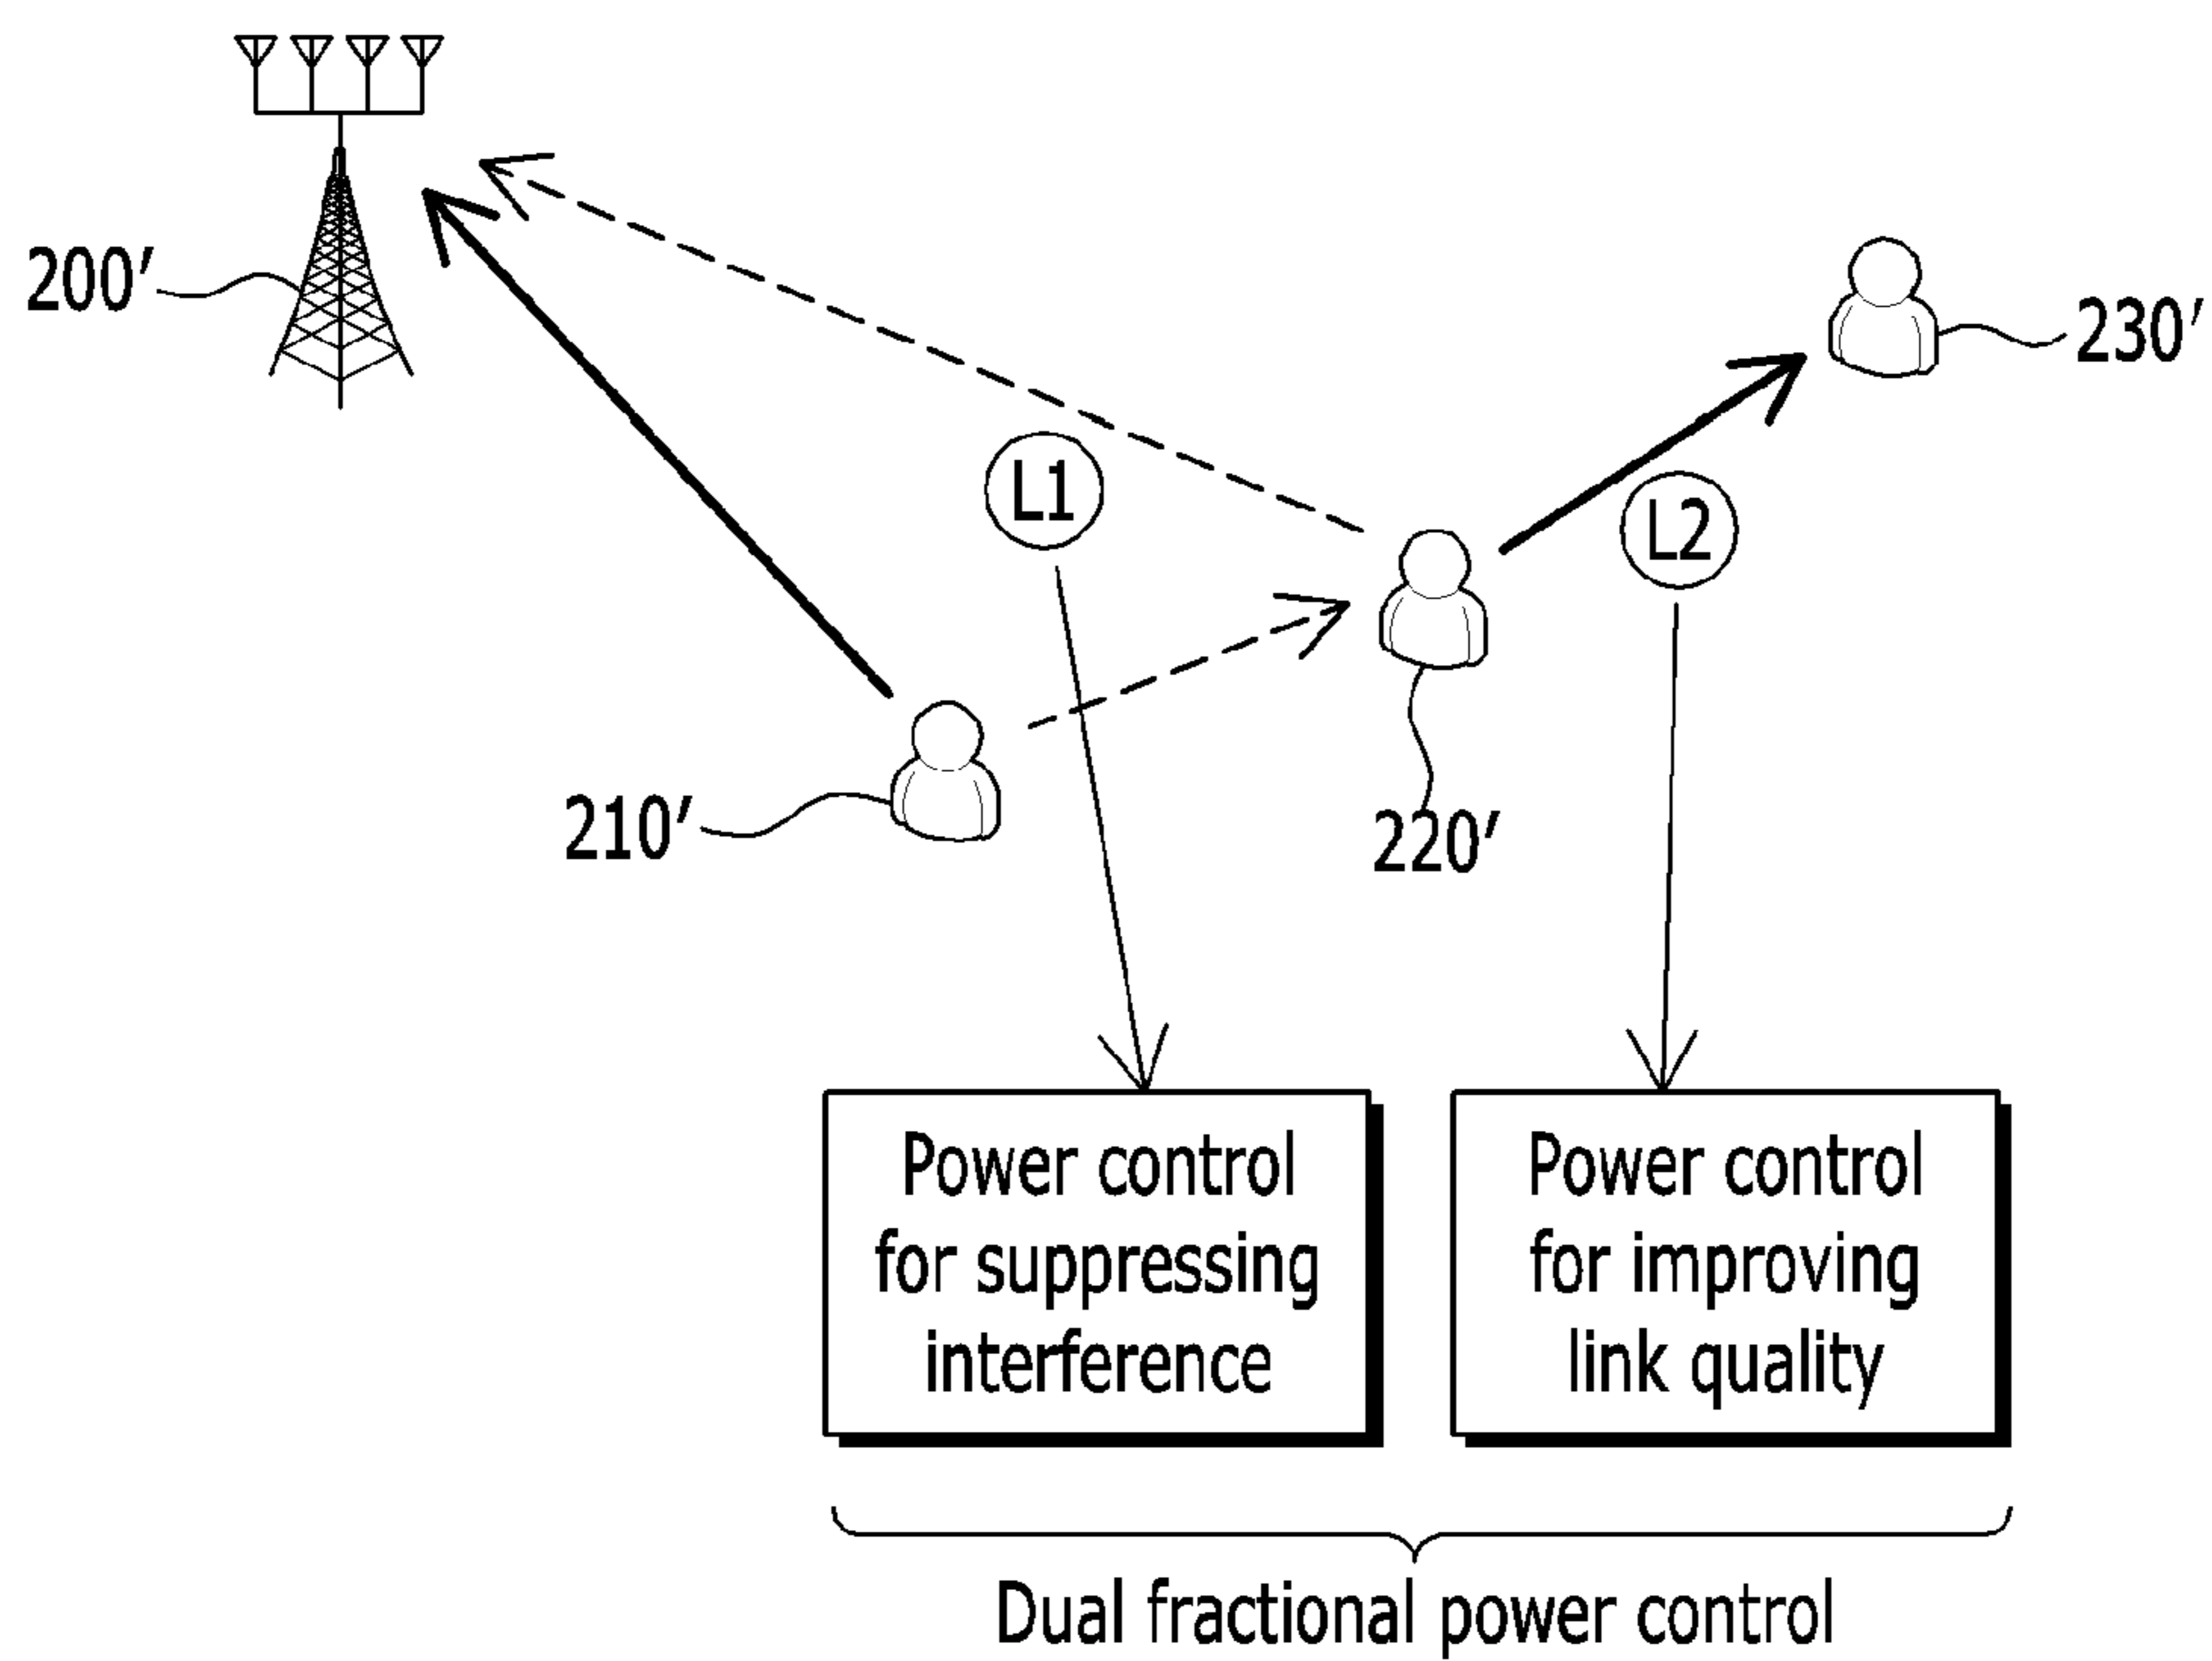 200′
230′
L1
L2
210′
220′
Power control
for suppressing
interference
Power control
for improving
link quality
Dual fractional power control